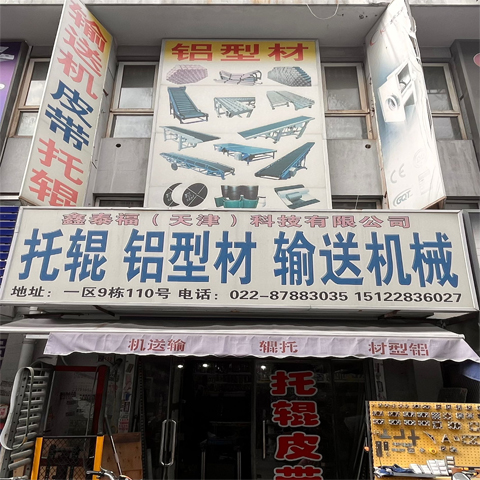 输送机皮带托辊
铝型材
鑫泰福（天津）科技有限公司
托辊 铝型材 输送机械
地址：一区9栋110号 电话：022-87883035 15122836027
机送输 辊托 材型铝
托辊皮带